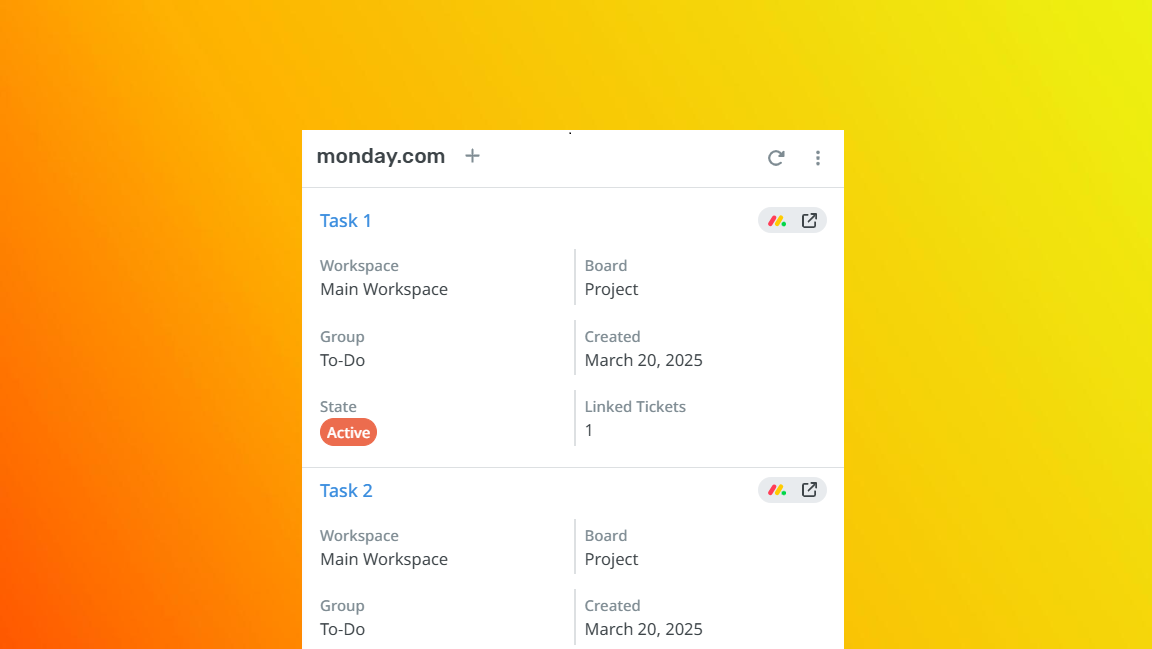 monday.com
Task 1
Workspace
Board
Main Workspace
Project
Group
Created
To-Do
March 20, 2025
State
Linked Tickets
Active
1
Task 2
Workspace
Board
Main Workspace
Project
Group
Created
To-Do
March 20, 2025